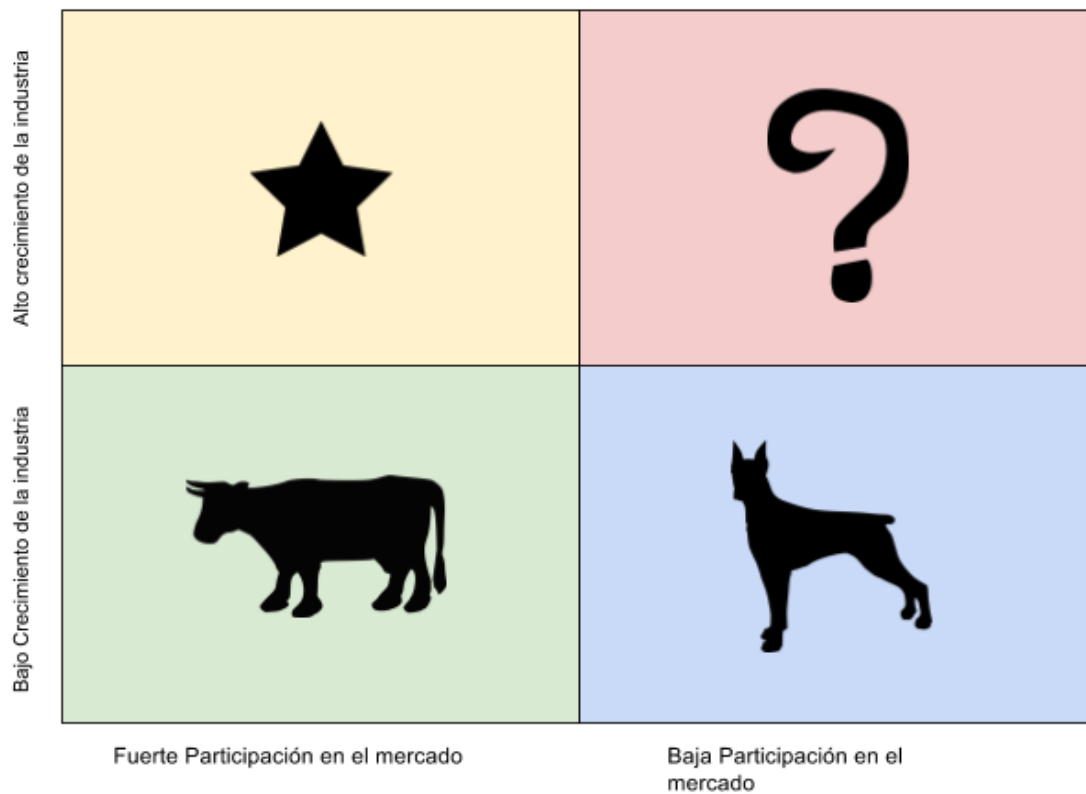 Alto crecimiento de la industria
Bajo Crecimiento de la industria
Fuerte Participación en el mercado
Baja Participación en el
mercado